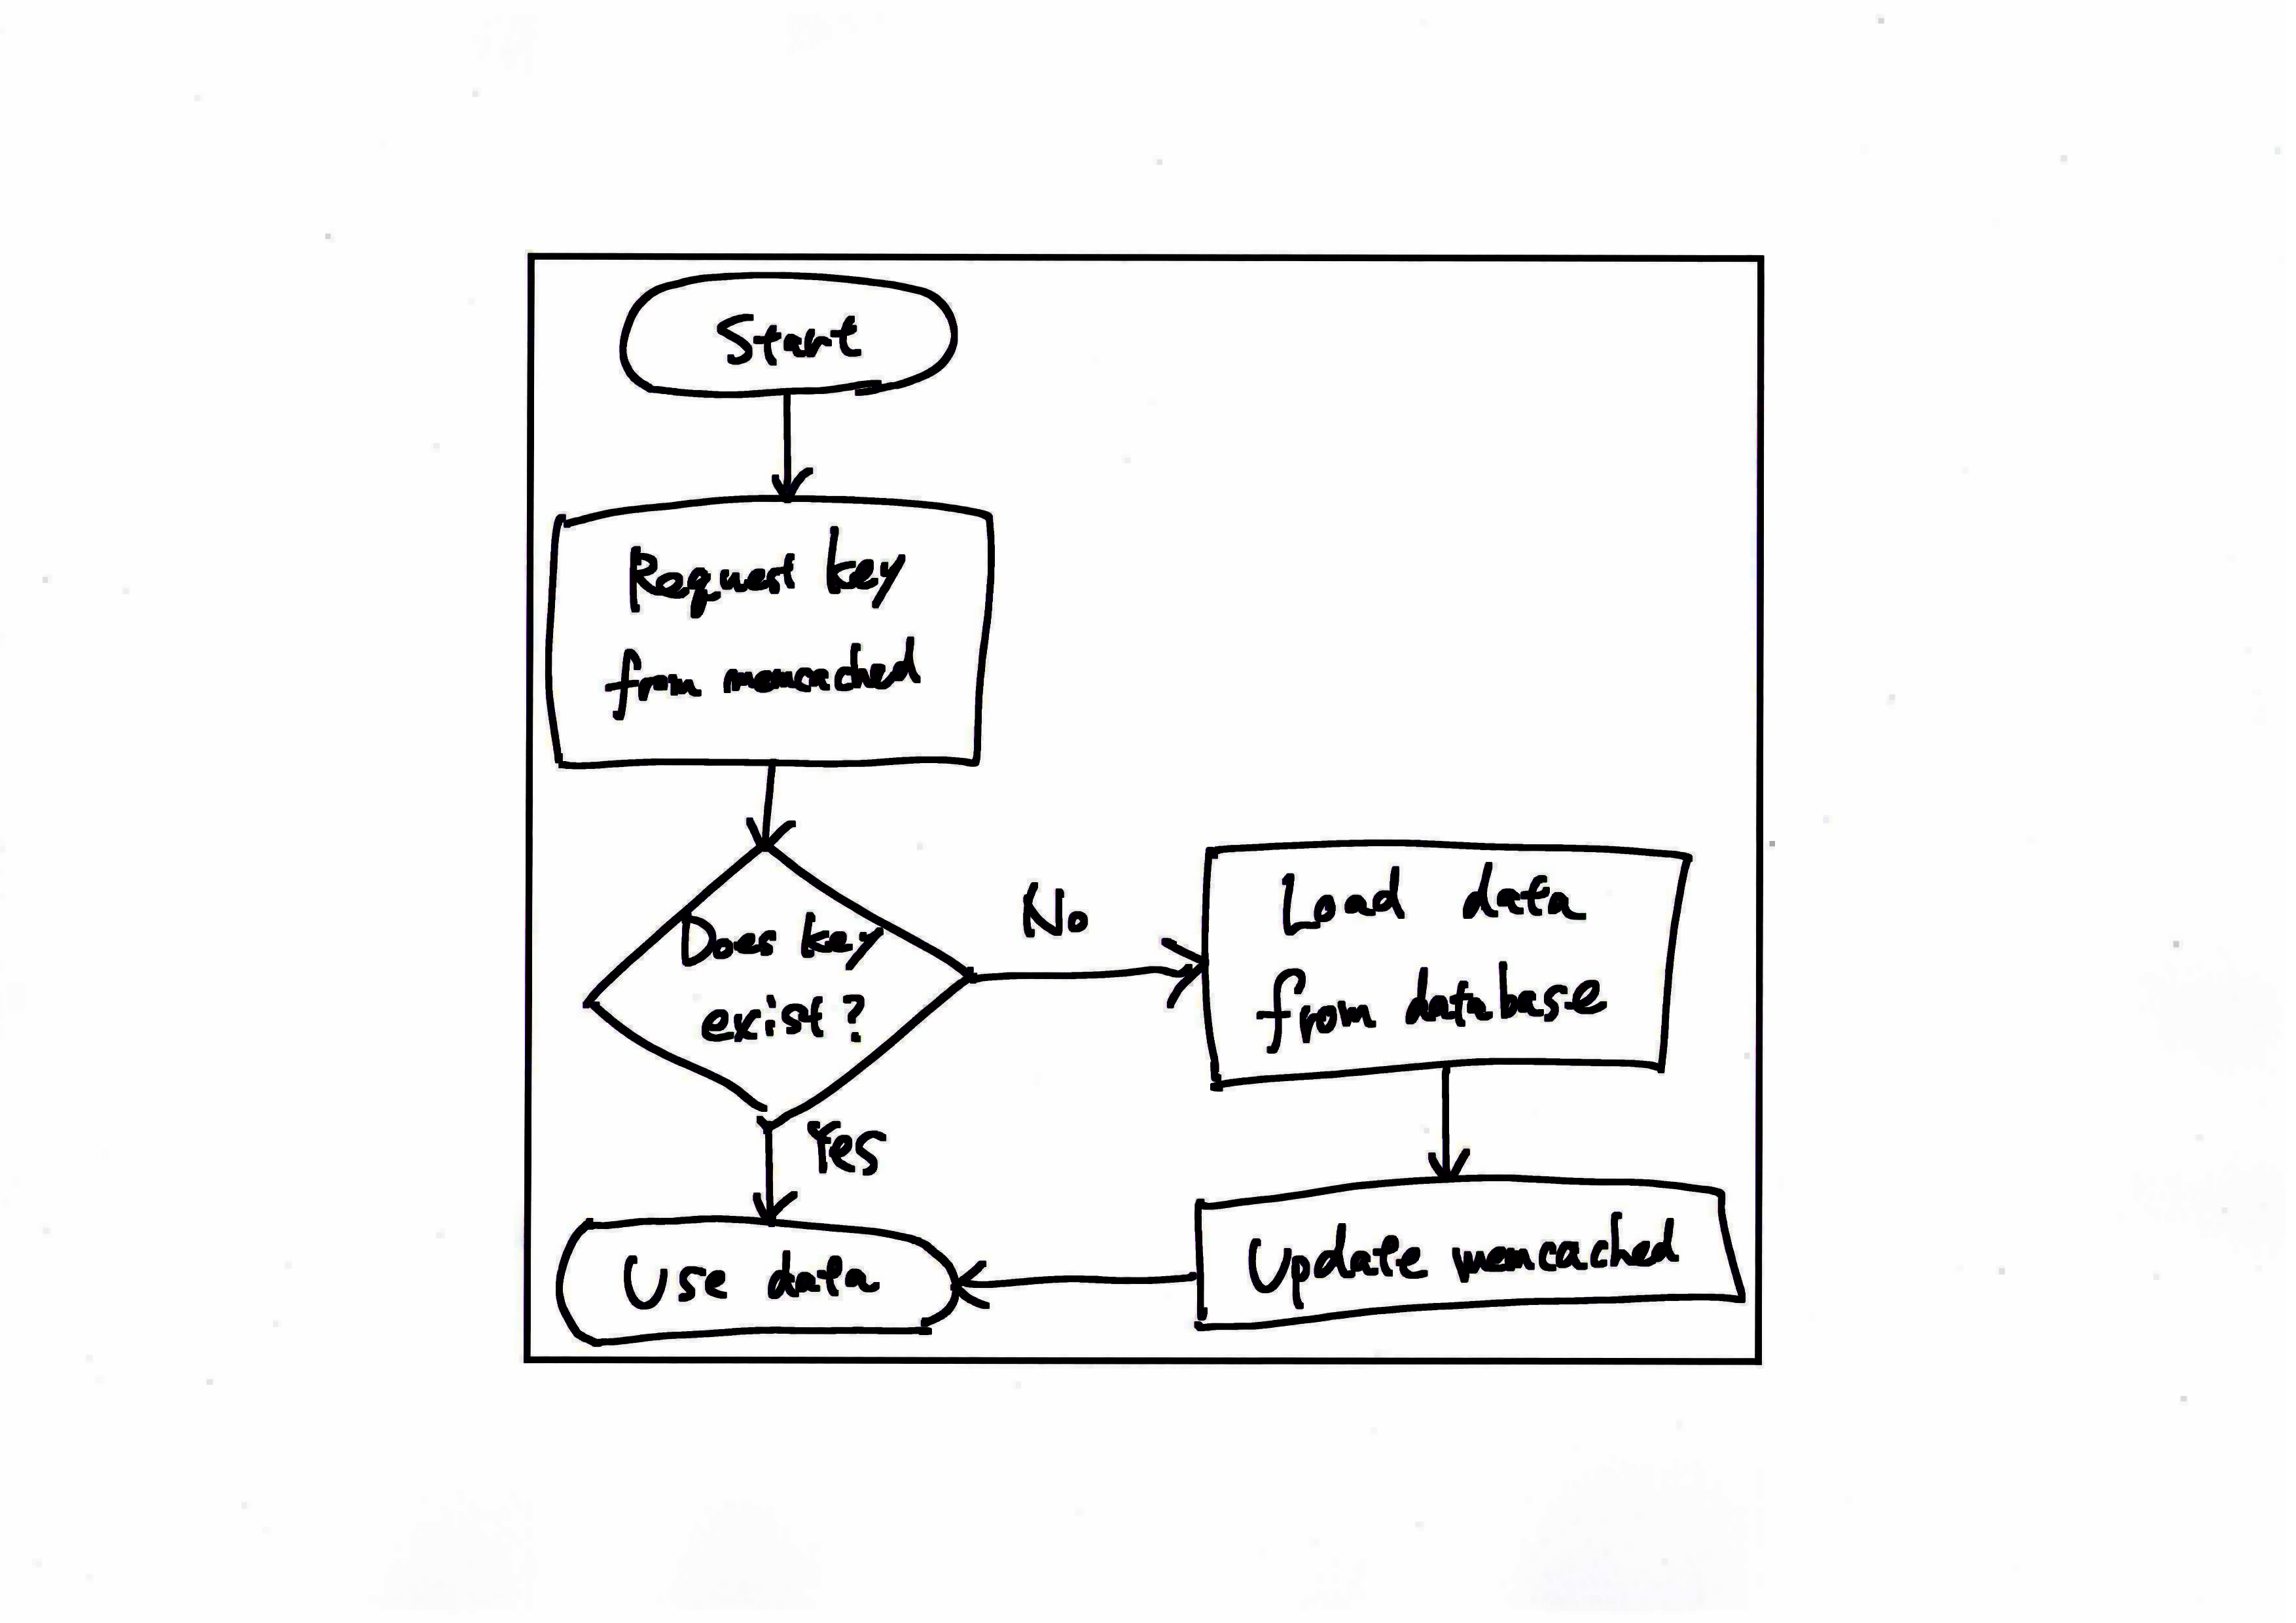 Start
Request key
from memcached
Does key
exist?
No
Load data
from database
Yes
Update memcached
Use data